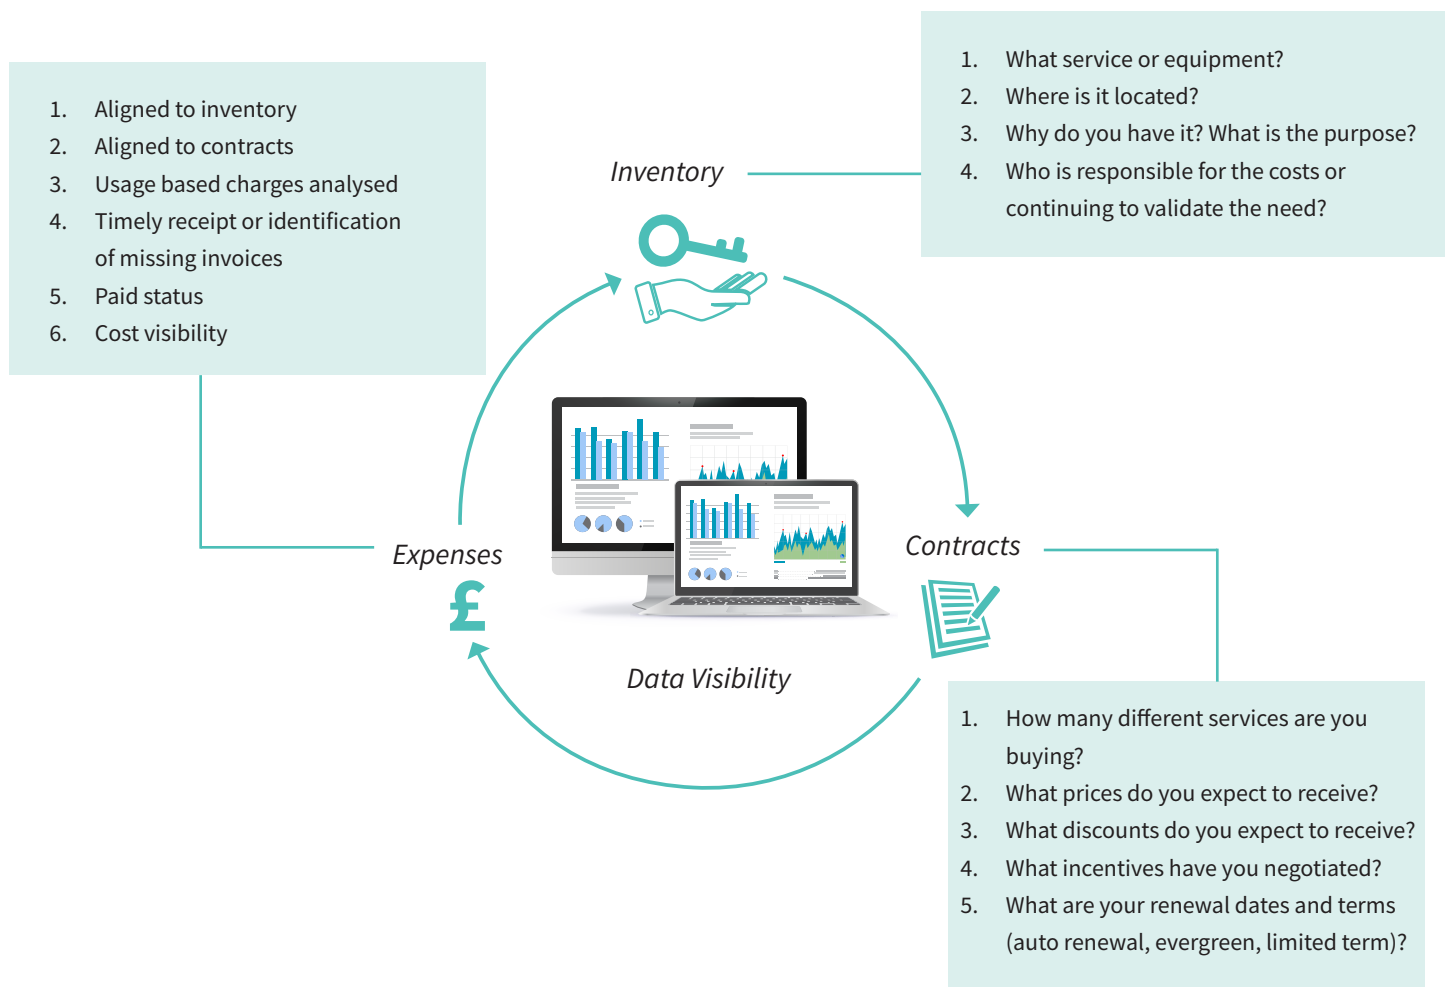 1. Aligned to inventory
2. Aligned to contracts
3. Usage based charges analysed
4. Timely receipt or identification
of missing invoices
5. Paid status
6. Cost visibility
Inventory
1. What service or equipment?
2. Where is it located?
3. Why do you have it? What is the purpose?
4. Who is responsible for the costs or
continuing to validate the need?
Expenses
£
Contracts
Data Visibility
1. How many different services are you
buying?
2. What prices do you expect to receive?
3. What discounts do you expect to receive?
4. What incentives have you negotiated?
5. What are your renewal dates and terms
(auto renewal, evergreen, limited term)?